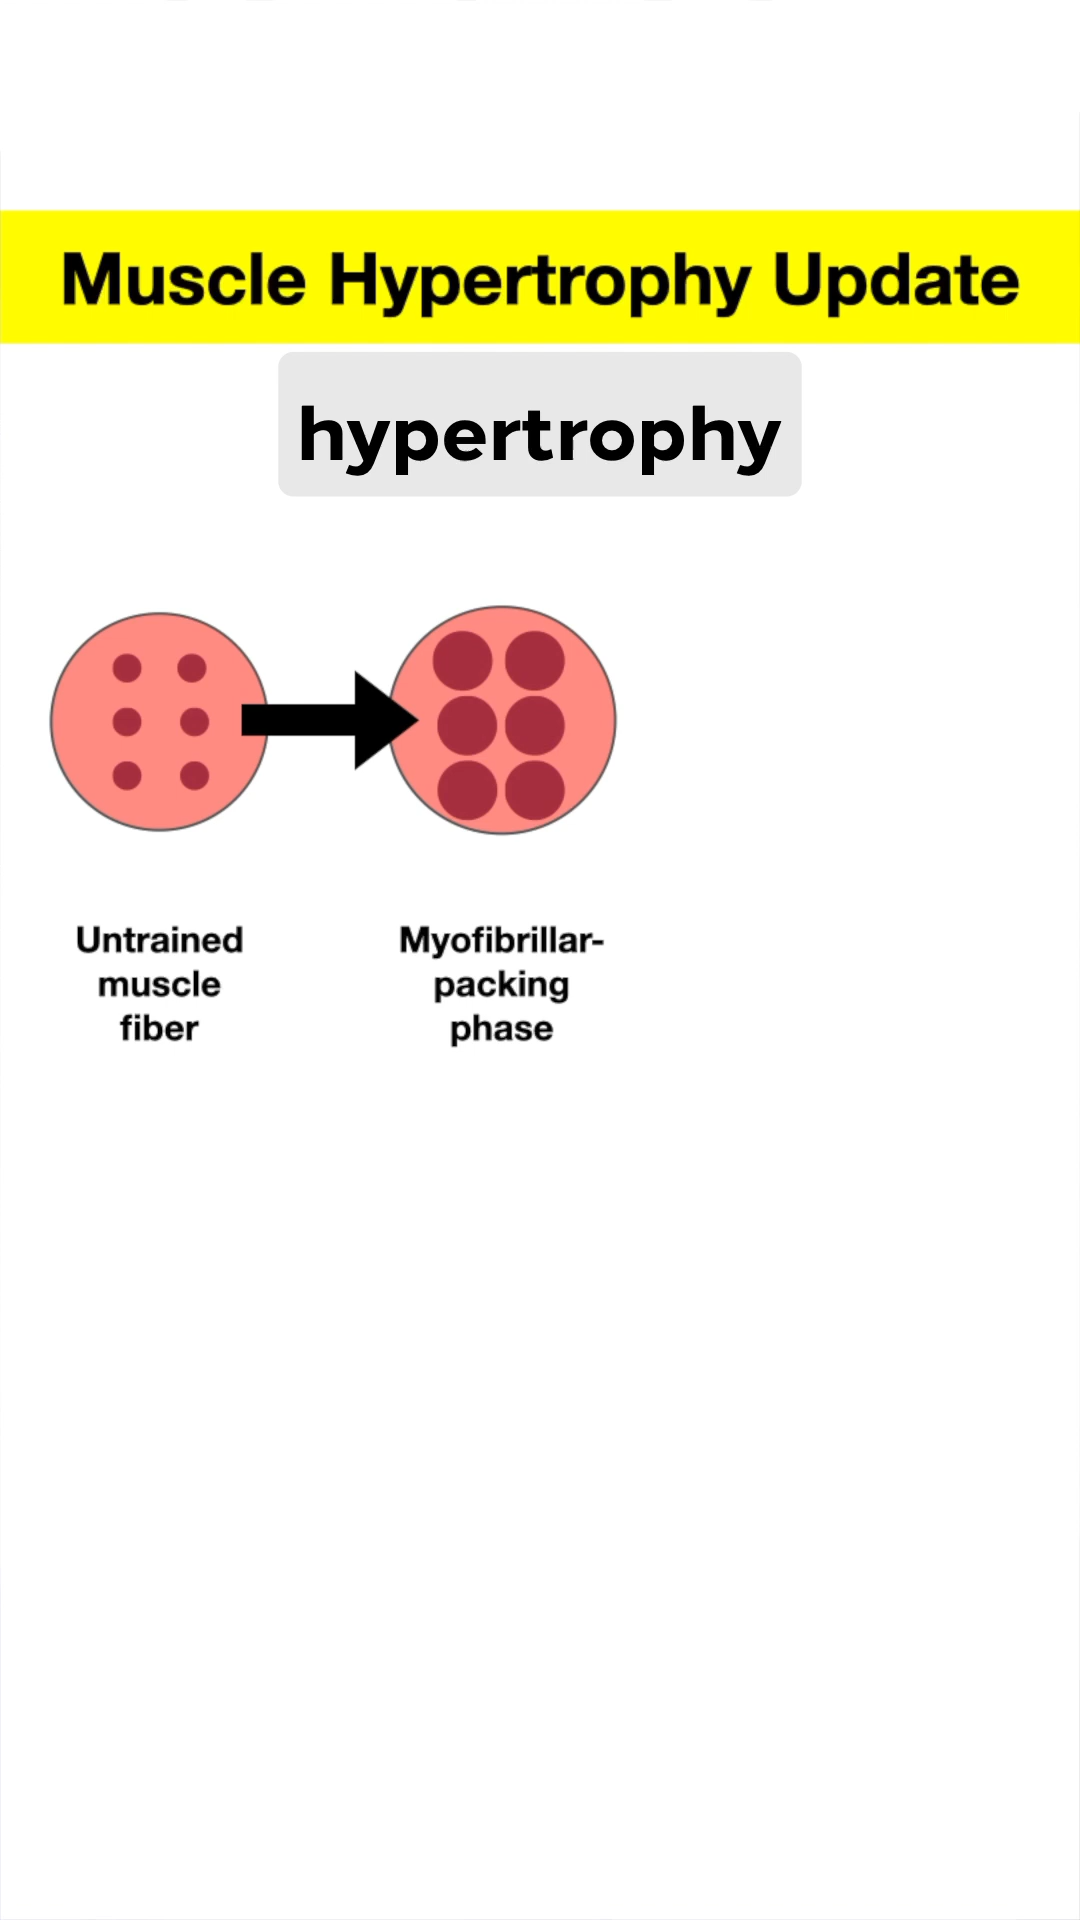 Muscle Hypertrophy Update
hypertrophy
Untrained
muscle
fiber
Myofibrillar-
packing
phase